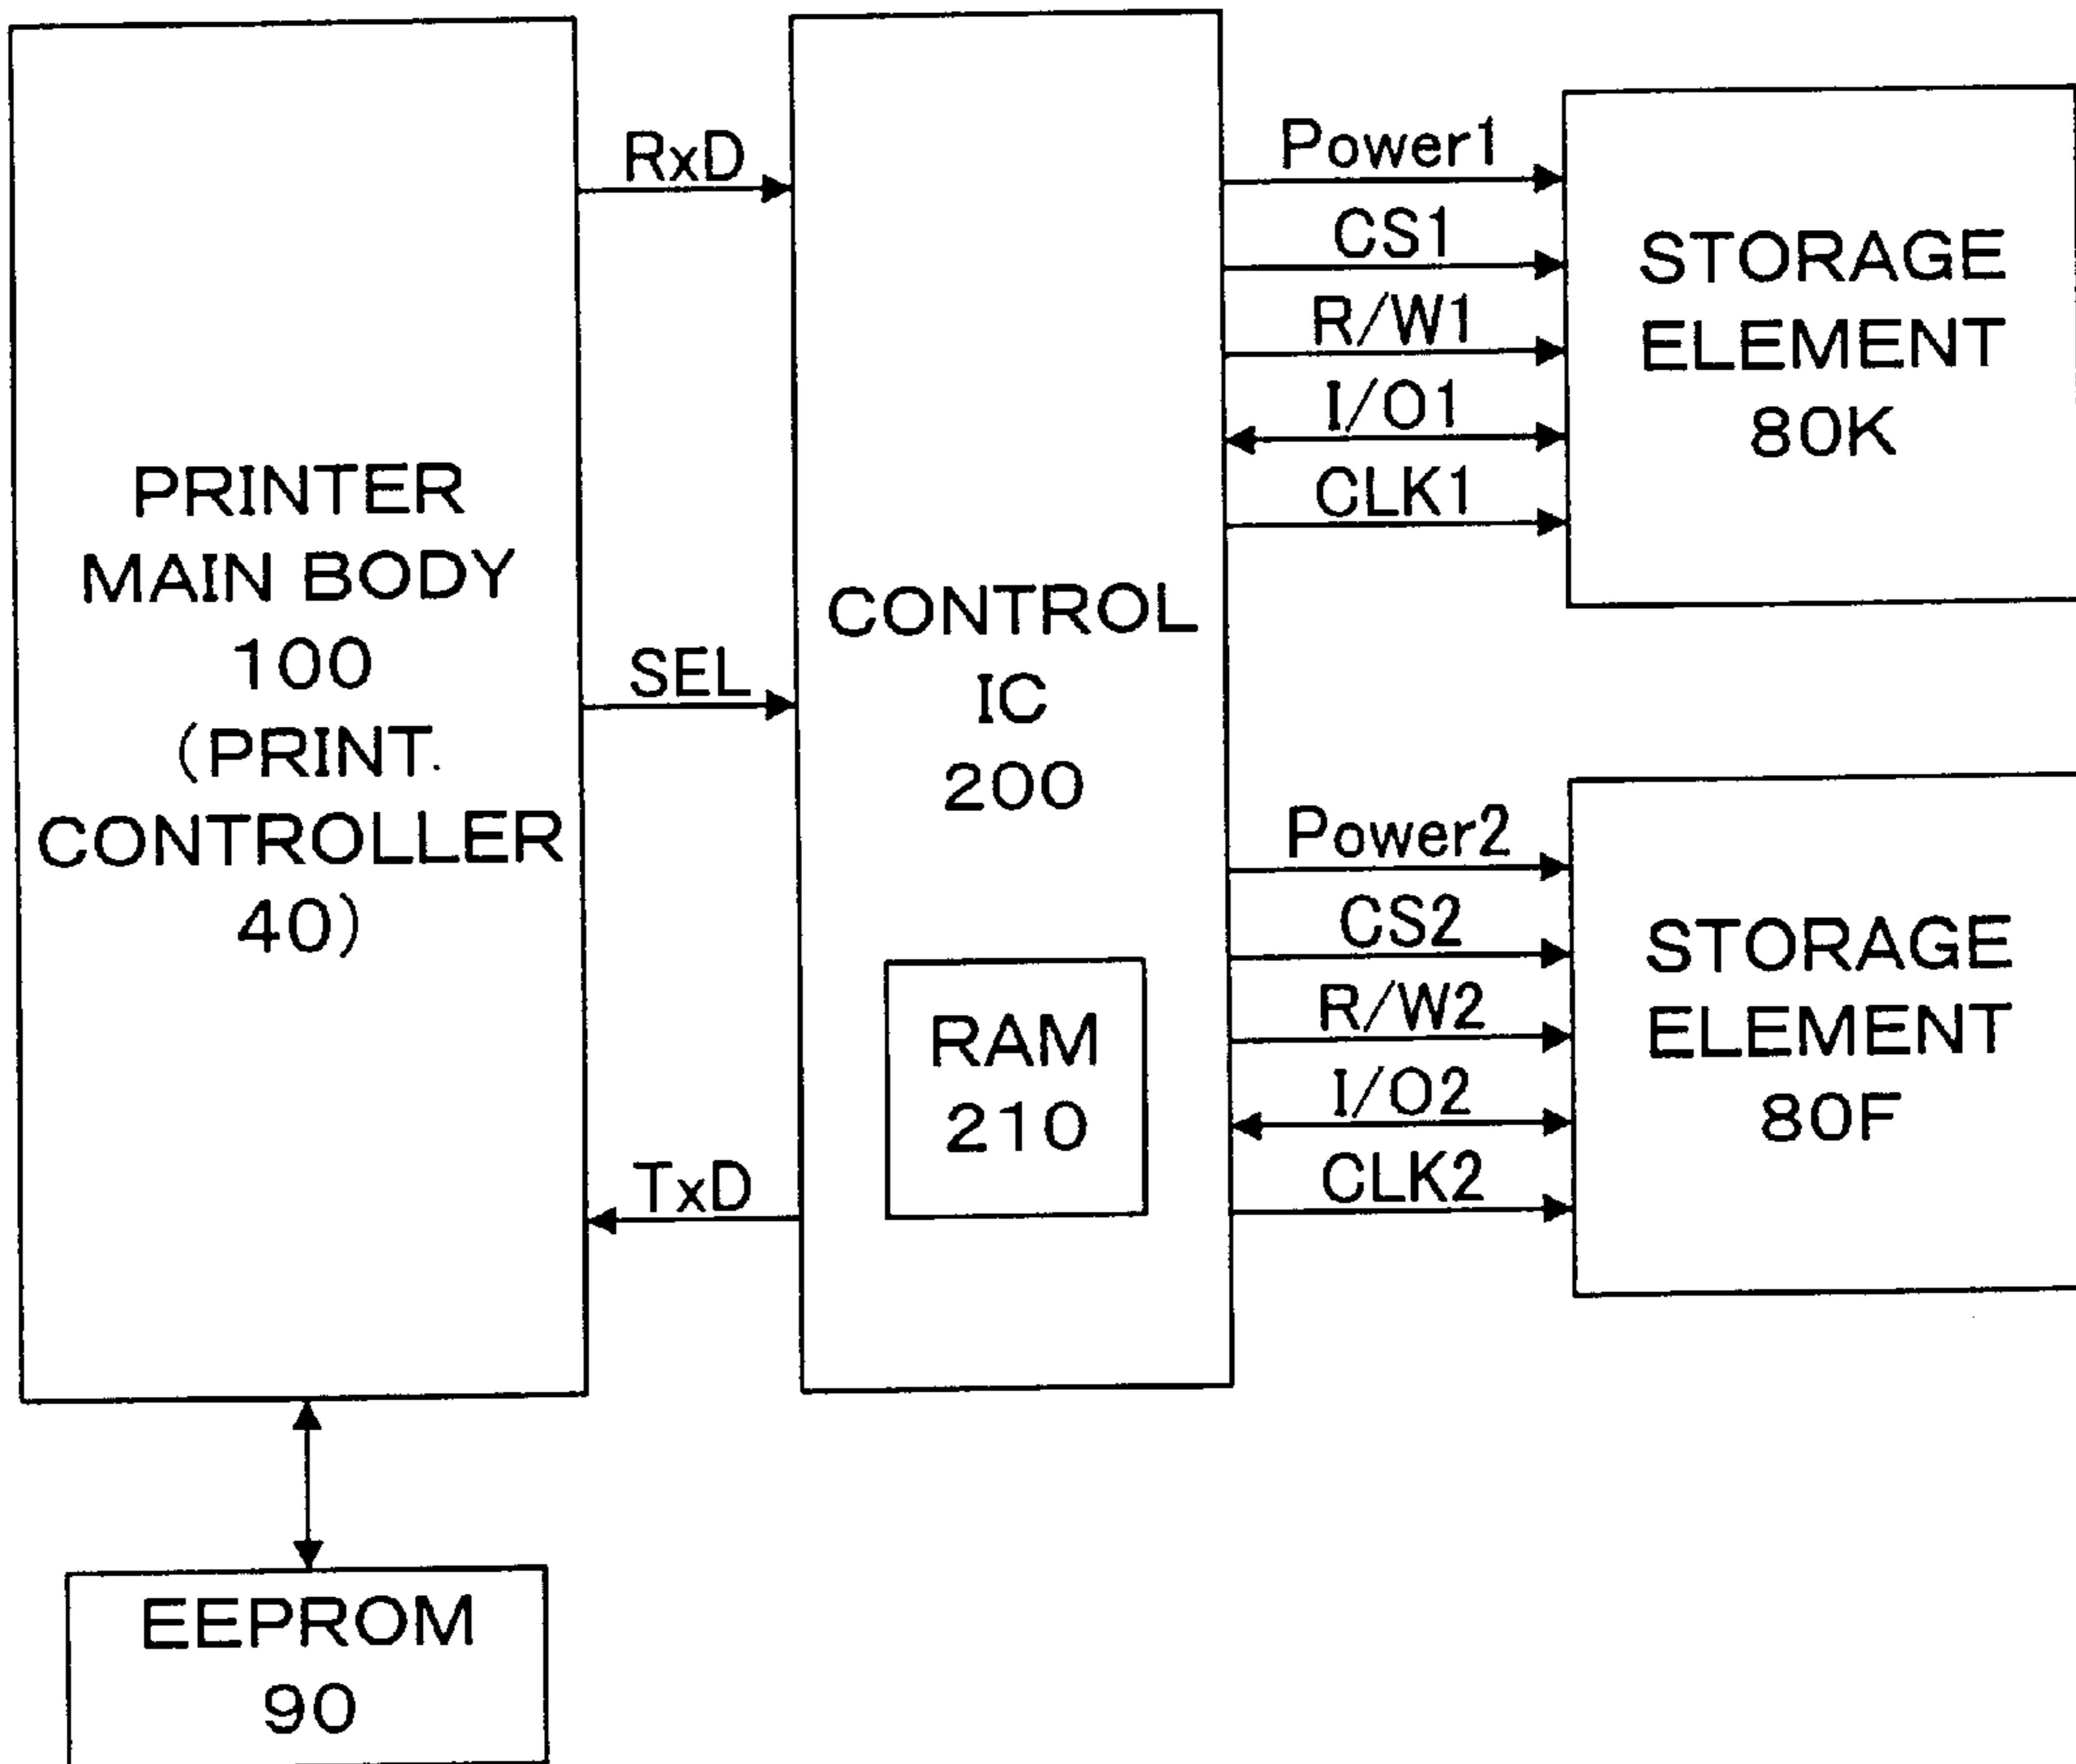 PRINTER
MAIN BODY
100
(PRINT.
CONTROLLER
40)
RxD
SEL
TxD
CONTROL
IC
200
RAM
210
Power1
CS1
R/W1
I/O1
CLK1
STORAGE
ELEMENT
80K
Power2
CS2
R/W2
I/O2
CLK2
STORAGE
ELEMENT
80F
EEPROM
90